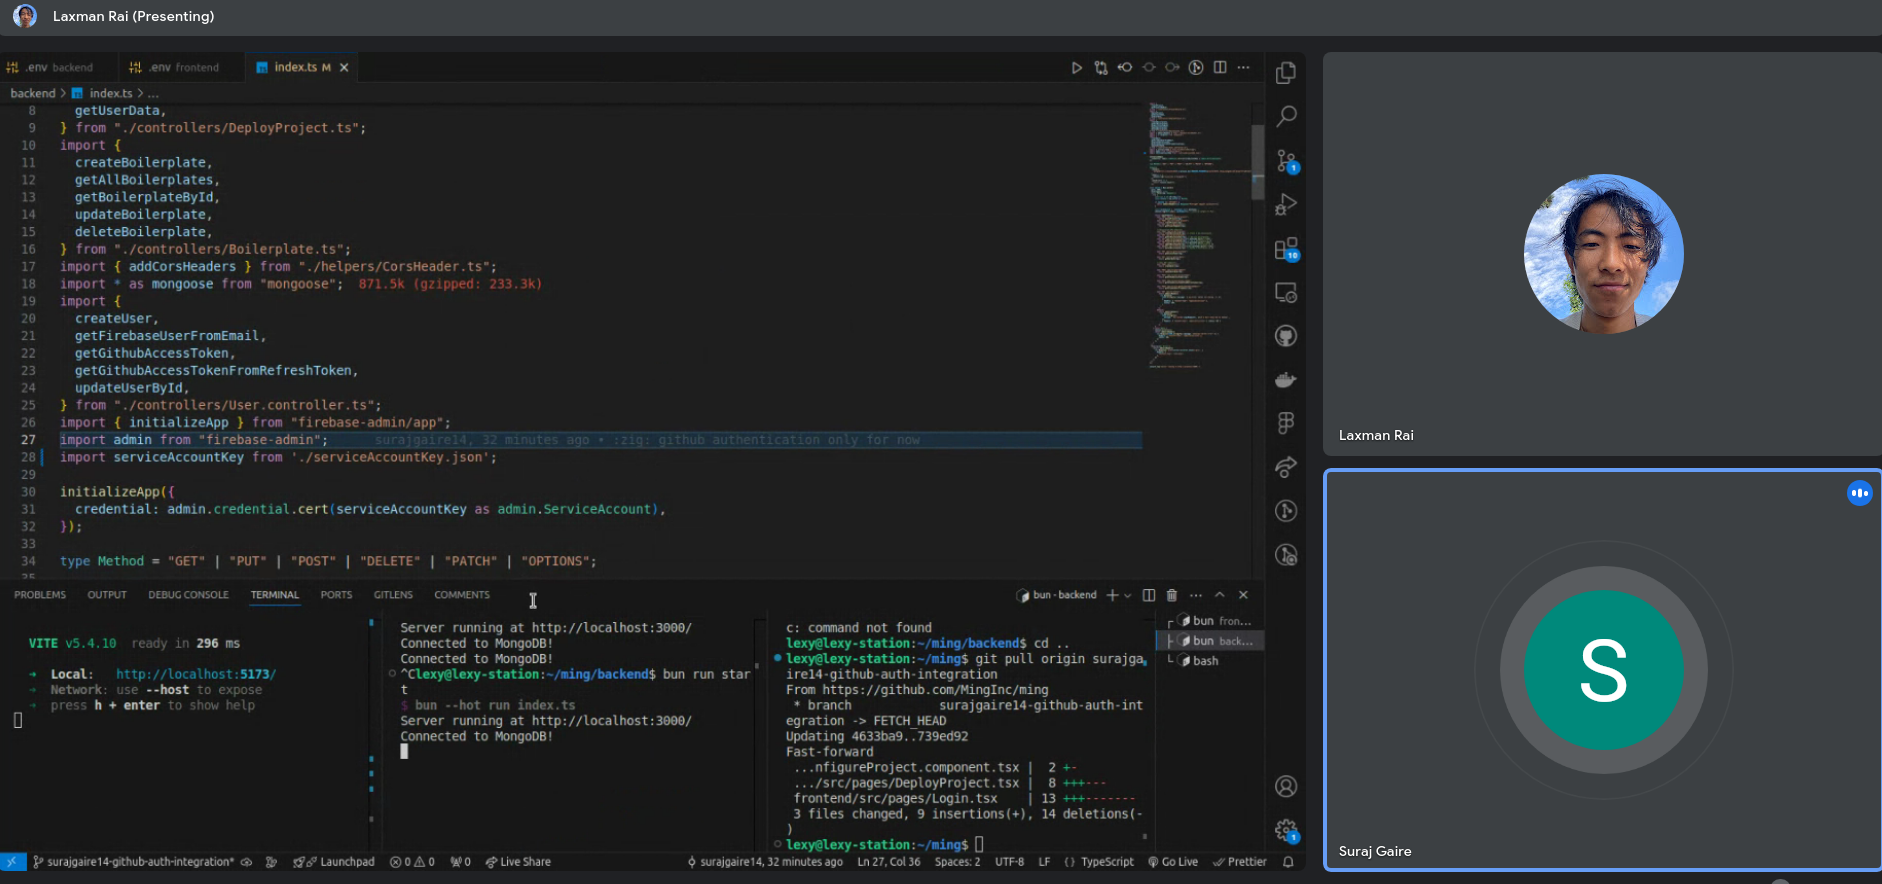 Laxman Rai (Presenting)
.env backend
.env frontend
index.ts M
backend > index.ts > ...
8 getUserData,
9 } from "./controllers/DeployProject.ts";
10 import {
11 createBoilerplate,
12 getAllBoilerplates,
13 getBoilerplateById,
14 updateBoilerplate,
15 deleteBoilerplate,
16 } from "./controllers/Boilerplate.ts";
17 import { addCorsHeaders } from "./helpers/CorsHeader.ts";
18 import * as mongoose from "mongoose"; 871.5k (gzipped: 233.3k)
19 import {
20 createUser,
21 getFirebaseUserFromEmail,
22 getGithubAccessToken,
23 getGithubAccessTokenFromRefreshToken,
24 updateUserById,
25 } from "./controllers/User.controller.ts";
26 import { initializeApp } from "firebase-admin/app";
27 import admin from "firebase-admin"; surajgaire14, 32 minutes ago • :zig: github authentication only for now
28 import serviceAccountKey from './serviceAccountKey.json';
29
30 initializeApp({
31 credential: admin.credential.cert(serviceAccountKey as admin.ServiceAccount),
32 });
33
34 type Method = "GET" | "PUT" | "POST" | "DELETE" | "PATCH" | "OPTIONS";
35
1
10
1
PROBLEMS OUTPUT DEBUG CONSOLE TERMINAL PORTS GITLENS COMMENTS
bun - backend
VITE v5.4.10 ready in 296 ms
➜ Local: http://localhost:5173/
➜ Network: use --host to expose
➜ press h + enter to show help
Server running at http://localhost:3000/
Connected to MongoDB!
Connected to MongoDB!
^Clexy@lexy-station:~/ming/backend$ bun run star
t
$ bun --hot run index.ts
Server running at http://localhost:3000/
Connected to MongoDB!
c: command not found
lexy@lexy-station:~/ming/backend$ cd ..
lexy@lexy-station:~/ming$ git pull origin surajga
ire14-github-auth-integration
From https://github.com/MingInc/ming
* branch surajgaire14-github-auth-int
egration -> FETCH_HEAD
Updating 4633ba9..739ed92
Fast-forward
...nfigureProject.component.tsx | 2 +-
.../src/pages/DeployProject.tsx | 8 +++---
frontend/src/pages/Login.tsx | 13 +++-------
3 files changed, 9 insertions(+), 14 deletions(-
)
lexy@lexy-station:~/ming$
bun fron...
bun back...
bash
surajgaire14-github-auth-integration*
Launchpad
0 0
0
Live Share
surajgaire14, 32 minutes ago
Ln 27, Col 36
Spaces: 2
UTF-8
LF
{} TypeScript
Go Live
Prettier
Laxman Rai
S
Suraj Gaire